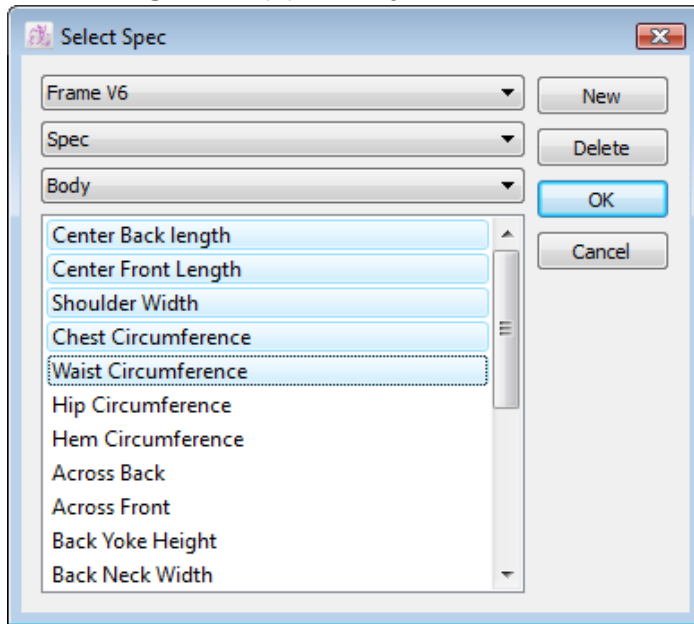 Select Spec
Frame V6
New
Spec
Delete
Body
OK
Center Back length
Cancel
Center Front Length
Shoulder Width
Chest Circumference
Waist Circumference
Hip Circumference
Hem Circumference
Across Back
Across Front
Back Yoke Height
Back Neck Width